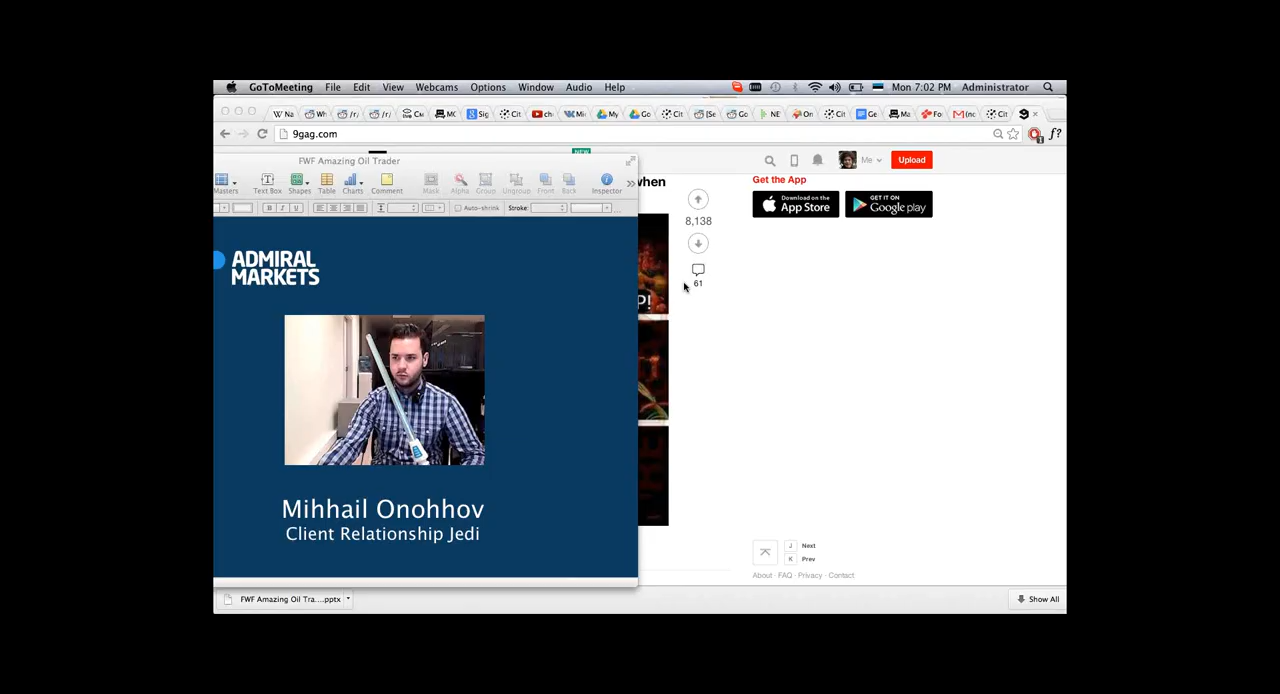 GoToMeeting File Edit View Webcams Options Window Audio Help Mon 7:02 PM Administrator
9gag.com f?
NEW
FWF Amazing Oil Trader
when
Me Upload
Masters Text Box Shapes Table Charts Comment Mask Alpha Group Ungroup Front Back Inspector
B I U Auto-shrink Stroke:
Get the App
Download on the App Store
GET IT ON Google play
8,138
61
P!
ADMIRAL
MARKETS
Mihhail Onohhov
Client Relationship Jedi
J Next
K Prev
About · FAQ · Privacy · Contact
FWF Amazing Oil Tra....pptx
Show All